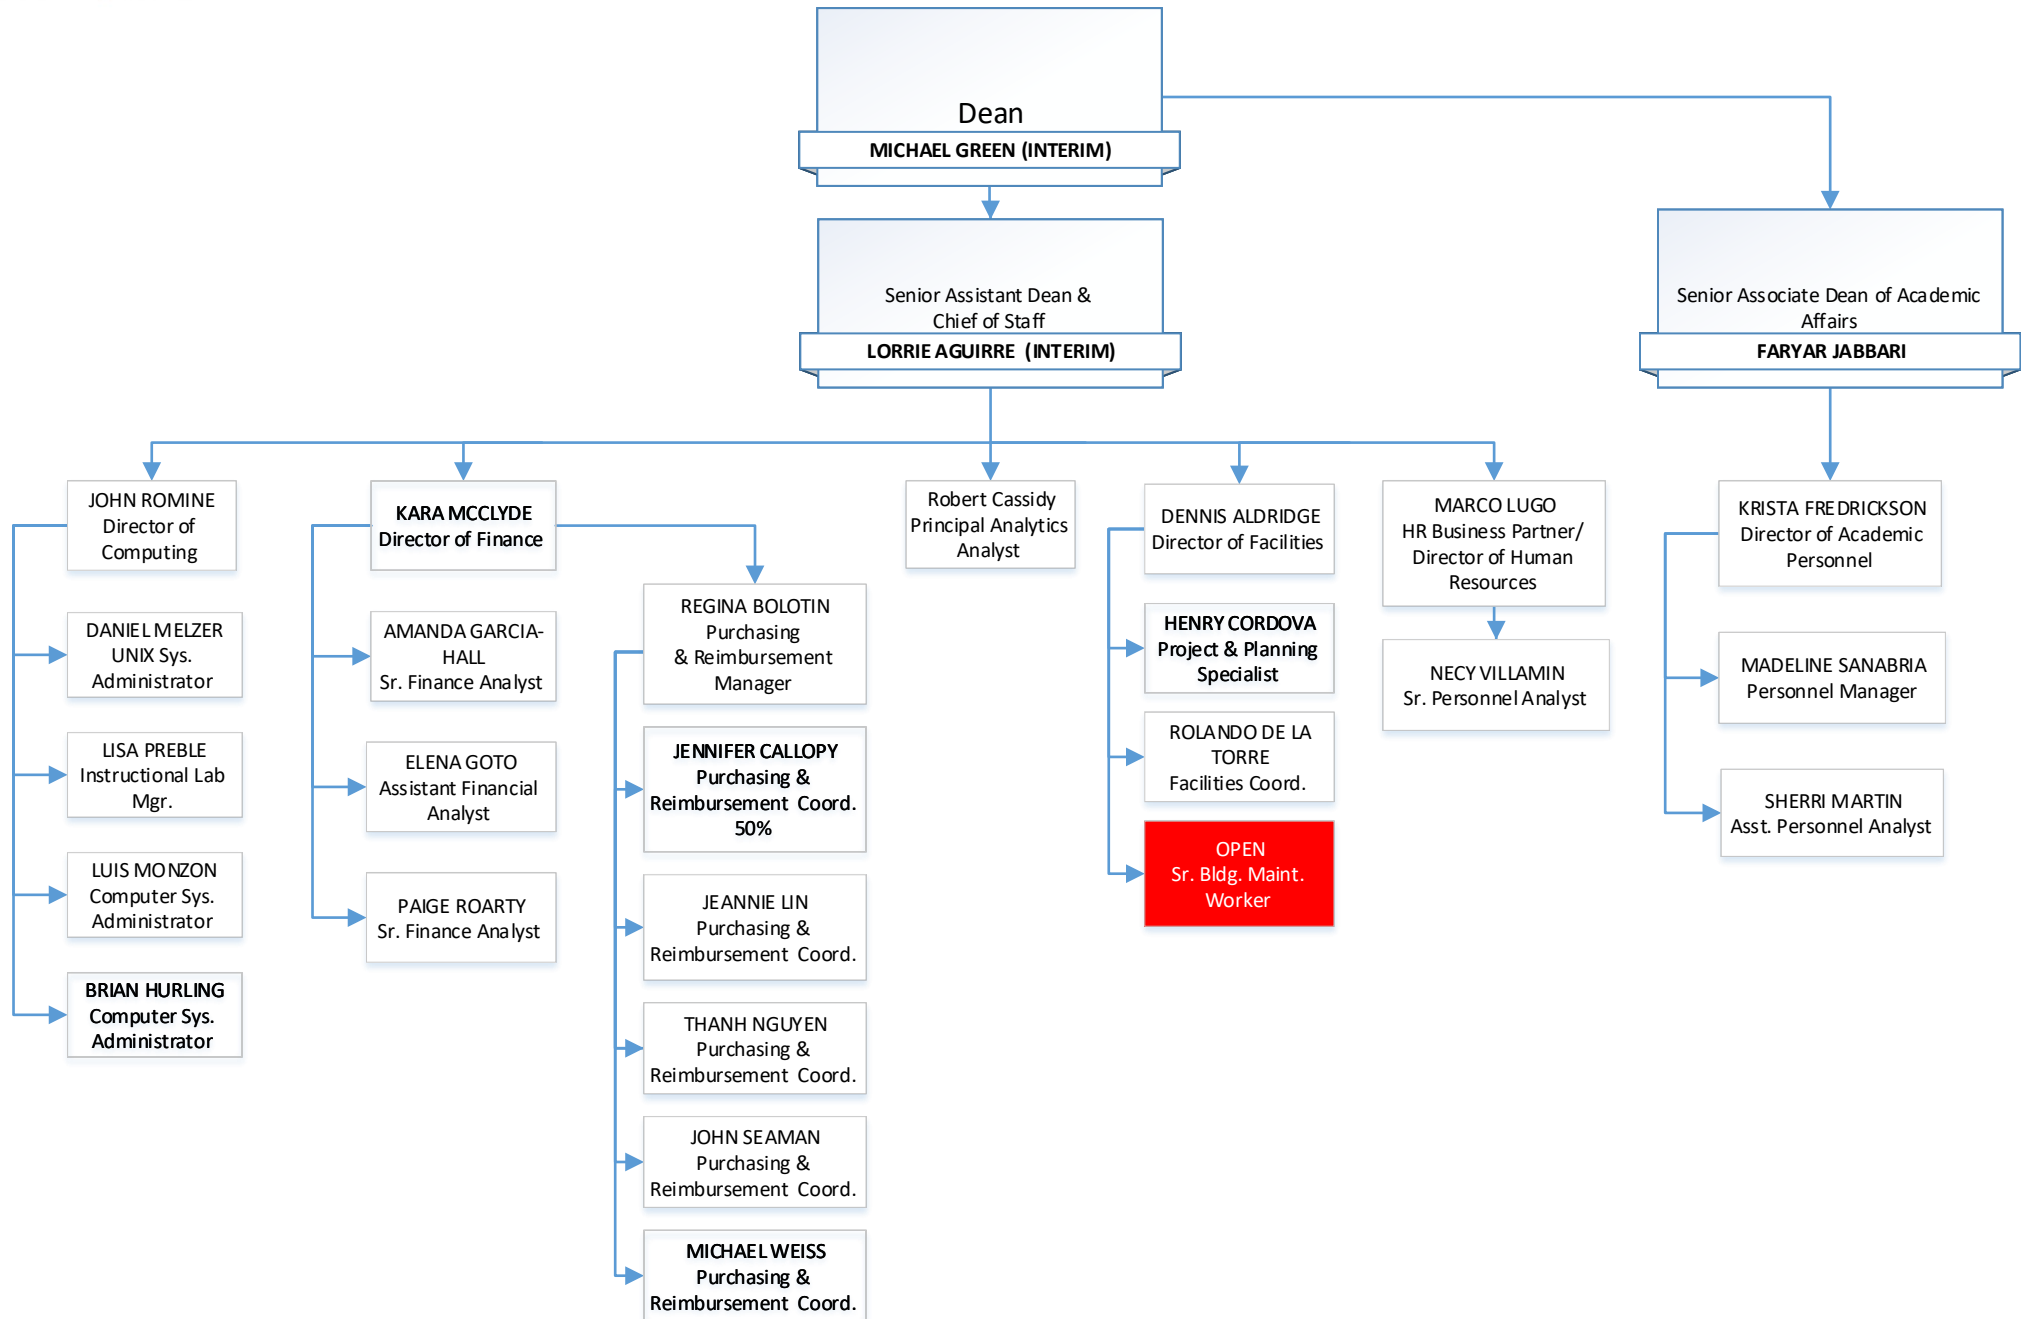 Dean
MICHAEL GREEN (INTERIM)
Senior Assistant Dean &
Chief of Staff
LORRIE AGUIRRE (INTERIM)
Senior Associate Dean of Academic
Affairs
FARYAR JABBARI
JOHN ROMINE
Director of
Computing
DANIEL MELZER
UNIX Sys.
Administrator
LISA PREBLE
Instructional Lab
Mgr.
LUIS MONZON
Computer Sys.
Administrator
BRIAN HURLING
Computer Sys.
Administrator
KARA MCCLYDE
Director of Finance
AMANDA GARCIA-
HALL
Sr. Finance Analyst
ELENA GOTO
Assistant Financial
Analyst
PAIGE ROARTY
Sr. Finance Analyst
REGINA BOLOTIN
Purchasing
& Reimbursement
Manager
JENNIFER CALLOPY
Purchasing &
Reimbursement Coord.
50%
JEANNIE LIN
Purchasing &
Reimbursement Coord.
THANH NGUYEN
Purchasing &
Reimbursement Coord.
JOHN SEAMAN
Purchasing &
Reimbursement Coord.
MICHAEL WEISS
Purchasing &
Reimbursement Coord.
Robert Cassidy
Principal Analytics
Analyst
DENNIS ALDRIDGE
Director of Facilities
HENRY CORDOVA
Project & Planning
Specialist
ROLANDO DE LA
TORRE
Facilities Coord.
OPEN
Sr. Bldg. Maint.
Worker
MARCO LUGO
HR Business Partner/
Director of Human
Resources
NECY VILLAMIN
Sr. Personnel Analyst
KRISTA FREDRICKSON
Director of Academic
Personnel
MADELINE SANABRIA
Personnel Manager
SHERRI MARTIN
Asst. Personnel Analyst